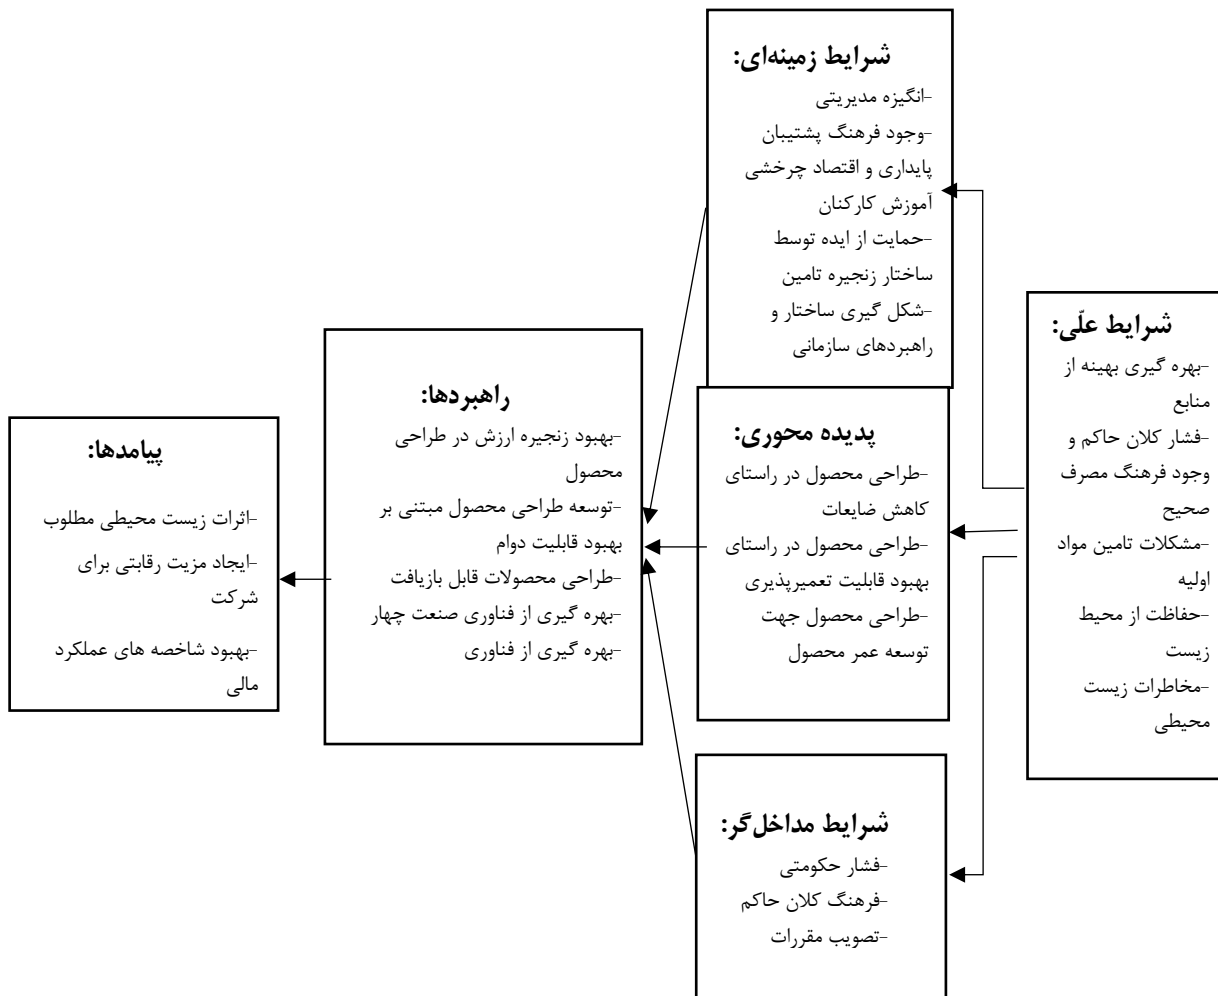 شرایط زمینه‌ای:
-انگیزه مدیریتی
-وجود فرهنگ پشتیبان
پایداری و اقتصاد چرخشی
آموزش کارکنان
-حمایت از ایده توسط
ساختار زنجیره تامین
-شکل گیری ساختار و
راهبردهای سازمانی
شرایط علّی:
-بهره گیری بهینه از
منابع
-فشار کلان حاکم و
وجود فرهنگ مصرف
صحیح
-مشکلات تامین مواد
اولیه
-حفاظت از محیط
زیست
-مخاطرات زیست
محیطی
پدیده محوری:
-طراحی محصول در راستای
کاهش ضایعات
-طراحی محصول در راستای
بهبود قابلیت تعمیرپذیری
-طراحی محصول جهت
توسعه عمر محصول
شرایط مداخل‌گر:
-فشار حکومتی
-فرهنگ کلان حاکم
-تصویب مقررات
راهبردها:
-بهبود زنجیره ارزش در طراحی
محصول
-توسعه طراحی محصول مبتنی بر
بهبود قابلیت دوام
-طراحی محصولات قابل بازیافت
-بهره گیری از فناوری صنعت چهار
-بهره گیری از فناوری
پیامدها:
-اثرات زیست محیطی مطلوب
-ایجاد مزیت رقابتی برای
شرکت
-بهبود شاخصه های عملکرد
مالی